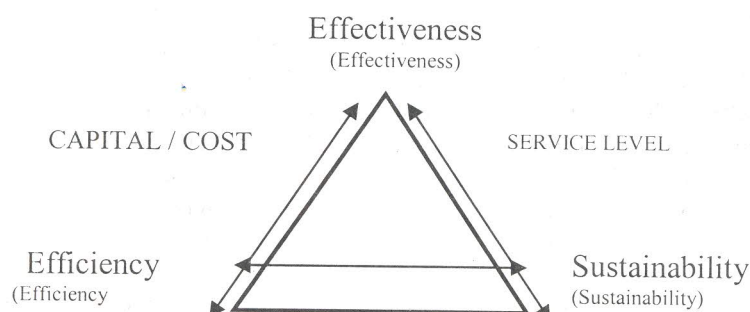 Effectiveness
(Effectiveness)
CAPITAL / COST
SERVICE LEVEL
Efficiency
(Efficiency
Sustainability
(Sustainability)